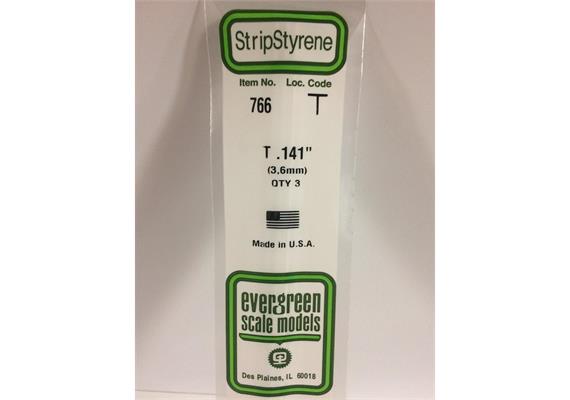 StripStyrene
Item No. Loc. Code
766 T
T .141"
(3,6mm)
QTY 3
Made in U.S.A.
evergreen
scale models
Des Plaines, IL 60018